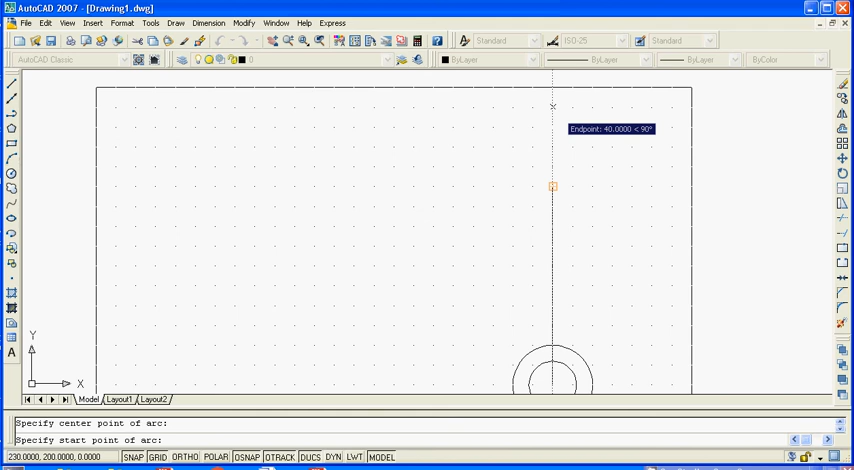 AutoCAD 2007 - [Drawing1.dwg]
File Edit View Insert Format Tools Draw Dimension Modify Window Help Express
Standard ISO-25 Standard
AutoCAD Classic 0 ByLayer ByLayer ByLayer ByColor
Endpoint: 40.0000 < 90°
A
Y
X
Model Layout1 Layout2
Specify center point of arc:
Specify start point of arc:
230.0000, 200.0000, 0.0000 SNAP GRID ORTHO POLAR OSNAP OTRACK DUCS DYN LWT MODEL